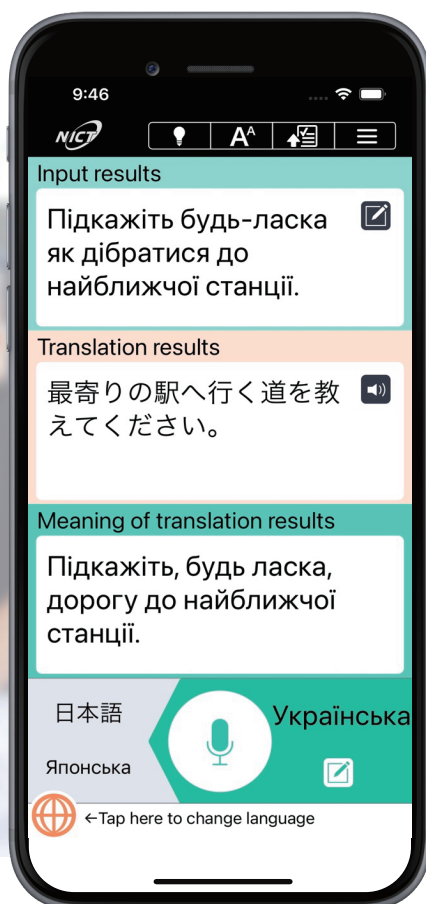 9:46
NICT
AA
Input results
Підкажіть будь-ласка
як дібратися до
найближчої станції.
Translation results
最寄りの駅へ行く道を教
えてください。
Meaning of translation results
Підкажіть, будь ласка,
дорогу до найближчої
станції.
日本語
Українська
Японська
←Tap here to change language